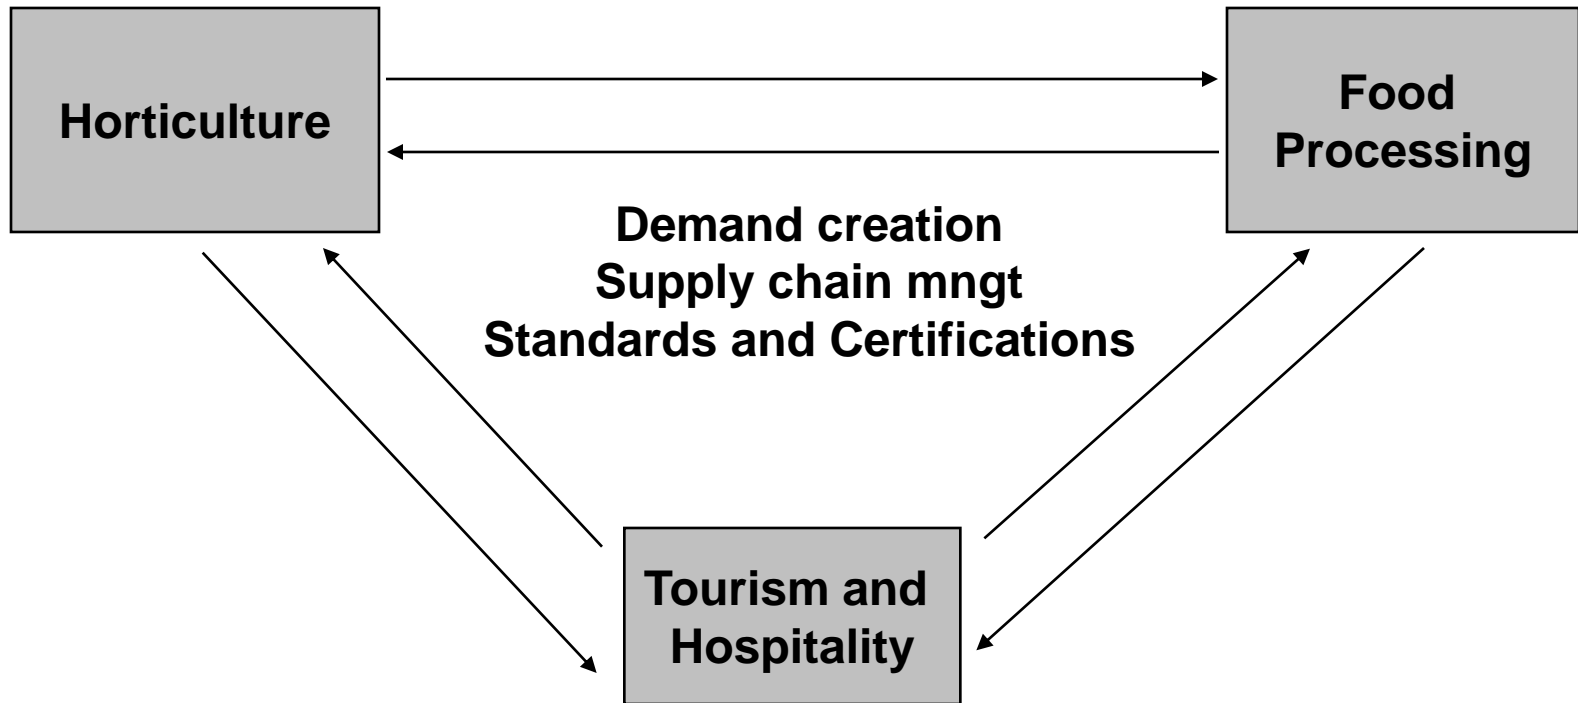 Horticulture
Food
Processing
Demand creation
Supply chain mngt
Standards and Certifications
Tourism and
Hospitality